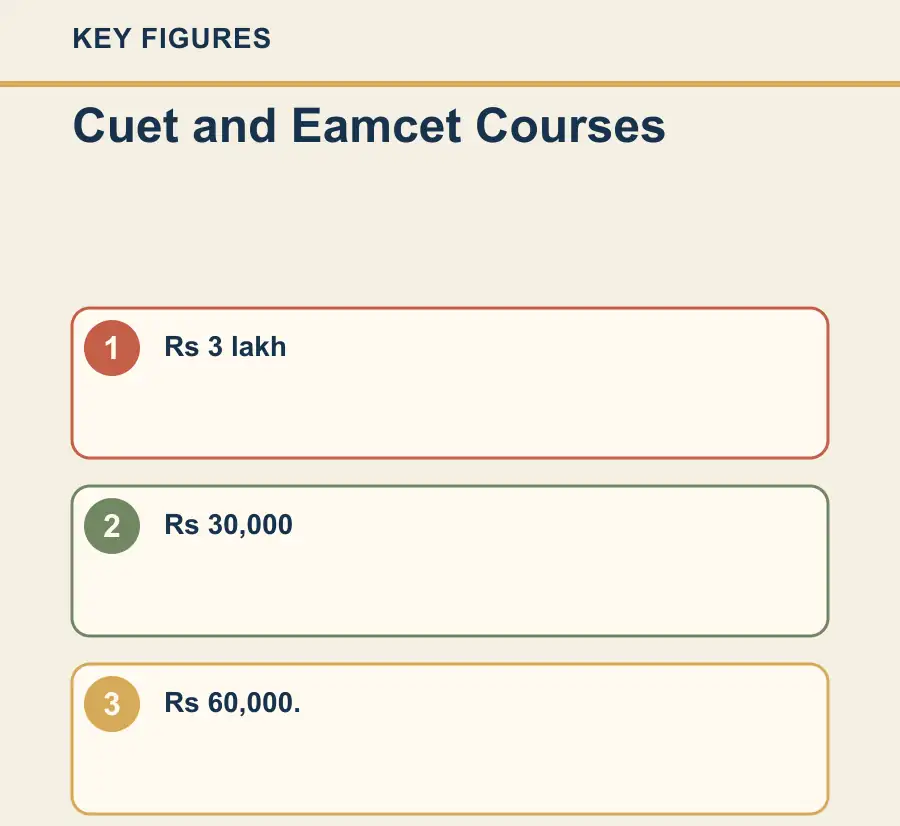 KEY FIGURES
Cuet and Eamcet Courses
1 Rs 3 lakh
2 Rs 30,000
3 Rs 60,000.